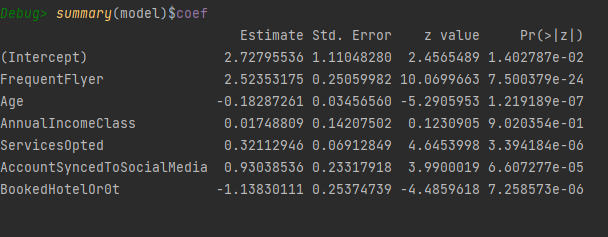 Debug> summary(model)$coef
Estimate Std. Error z value Pr(>|z|)
(Intercept) 2.72795536 1.11048280 2.4565489 1.402787e-02
FrequentFlyer 2.52353175 0.25059982 10.0699663 7.500379e-24
Age -0.18287261 0.03456560 -5.2905953 1.219189e-07
AnnualIncomeClass 0.01748809 0.14207502 0.1230905 9.020354e-01
ServicesOpted 0.32112946 0.06912849 4.6453998 3.394184e-06
AccountSyncedToSocialMedia 0.93038536 0.23317918 3.9900019 6.607277e-05
BookedHotelOr0t -1.13830111 0.25374739 -4.4859618 7.258573e-06